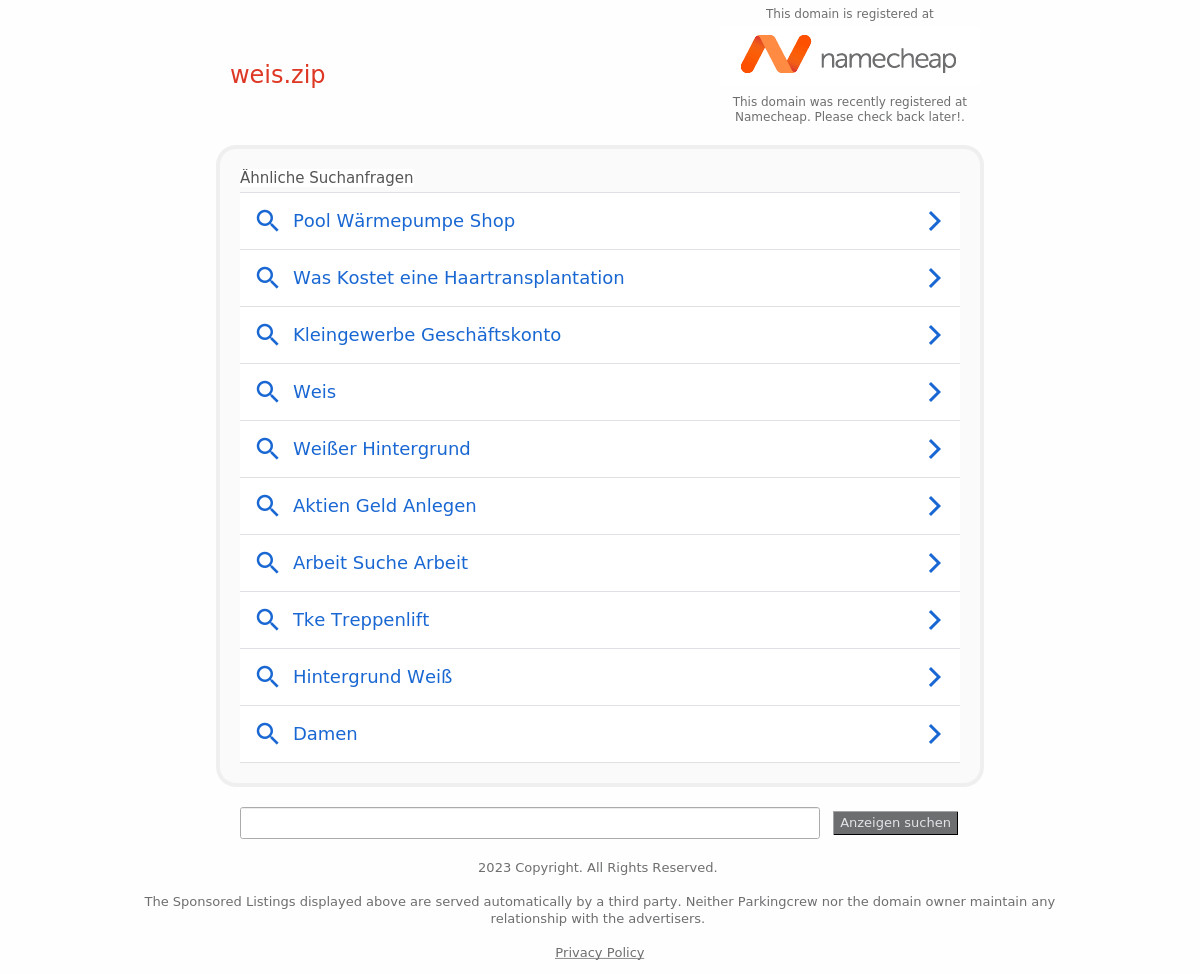 This domain is registered at
namecheap
weis.zip
This domain was recently registered at
Namecheap. Please check back later!.
Ähnliche Suchanfragen
Pool Wärmepumpe Shop
Was Kostet eine Haartransplantation
Kleingewerbe Geschäftskonto
Weis
Weißer Hintergrund
Aktien Geld Anlegen
Arbeit Suche Arbeit
Tke Treppenlift
Hintergrund Weiß
Damen
Anzeigen suchen
2023 Copyright. All Rights Reserved.
The Sponsored Listings displayed above are served automatically by a third party. Neither Parkingcrew nor the domain owner maintain any
relationship with the advertisers.
Privacy Policy